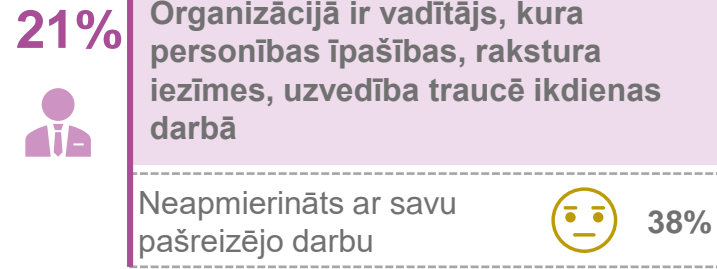 21%
Organizācijā ir vadītājs, kura
personības īpašības, rakstura
iezīmes, uzvedība traucē ikdienas
darbā
Neapmierināts ar savu
pašreizējo darbu
38%